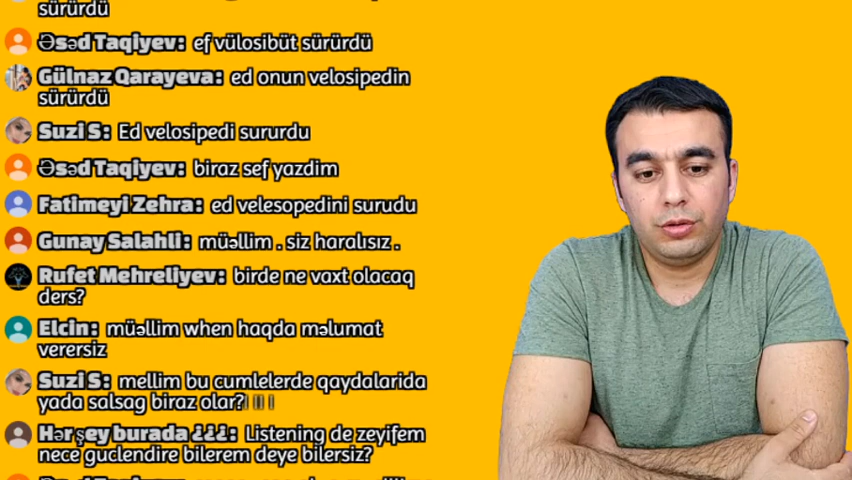 sürürdü
Əsəd Taqiyev: ef vülosibüt sürürdü
Gülnaz Qarayeva: ed onun velosipedin
sürürdü
Suzi S: Ed velosipedi sururdu
Əsəd Taqiyev: biraz sef yazdim
Fatimeyi Zehra: ed velesopedini surudu
Gunay Salahli: müəllim . siz haralısız .
Rufet Mehreliyev: birde ne vaxt olacaq
ders?
Elcin: müəllim when haqda məlumat
verersiz
Suzi S: mellim bu cumlelerde qaydalarida
yada salsag biraz olar?
Hər şey burada ¿¿¿: Listening de zeyifem
nece guclendire bilerem deye bilersiz?